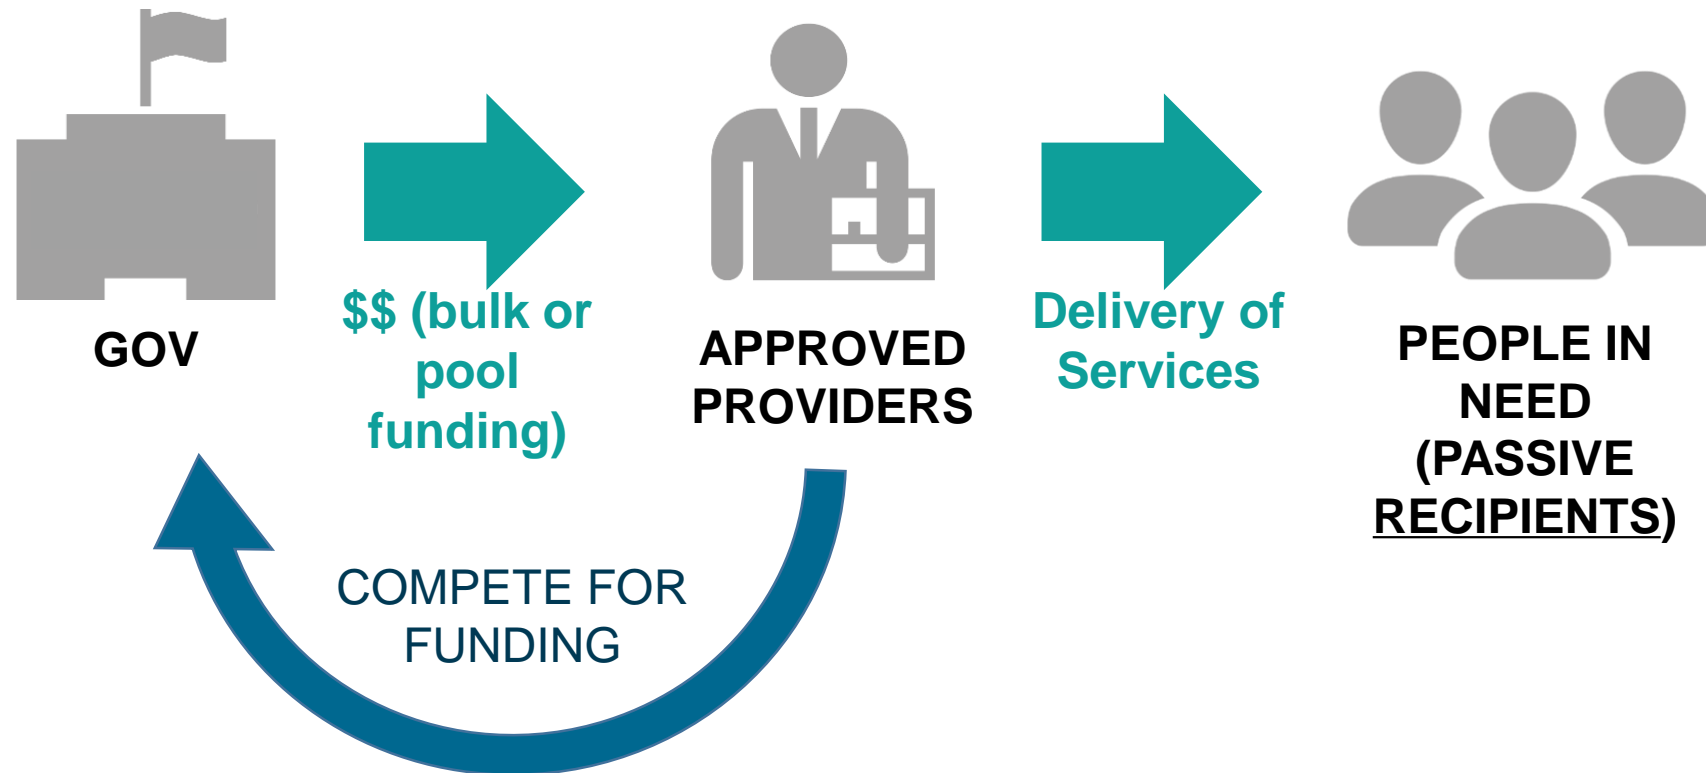 GOV
$$ (bulk or
pool
funding)
APPROVED
PROVIDERS
Delivery of
Services
PEOPLE IN
NEED
(PASSIVE
RECIPIENTS)
COMPETE FOR
FUNDING